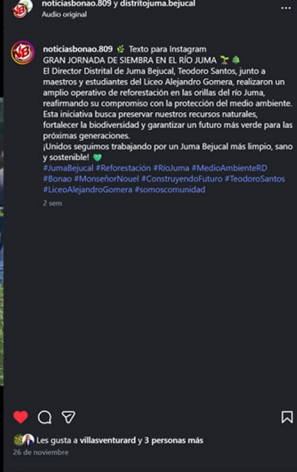 noticiasbonao.809 y distritojuma.bejucal
Audio original
noticiasbonao.809 🌿 Texto para Instagram
GRAN JORNADA DE SIEMBRA EN EL RÍO JUMA 🌱🌳
El Director Distrital de Juma Bejucal, Teodoro Santos, junto a
maestros y estudiantes del Liceo Alejandro Gomera, realizaron un
amplio operativo de reforestación en las orillas del río Juma,
reafirmando su compromiso con la protección del medio ambiente.
Esta iniciativa busca preservar nuestros recursos naturales,
fortalecer la biodiversidad y garantizar un futuro más verde para las
próximas generaciones.
¡Unidos seguimos trabajando por un Juma Bejucal más limpio, sano
y sostenible! 💚
#JumaBejucal #Reforestación #RíoJuma #MedioAmbienteRD
#Bonao #MonseñorNouel #ConstruyendoFuturo #TeodoroSantos
#LiceoAlejandroGomera #somoscomunidad
2 sem
Les gusta a villasventurard y 3 personas más
26 de noviembre